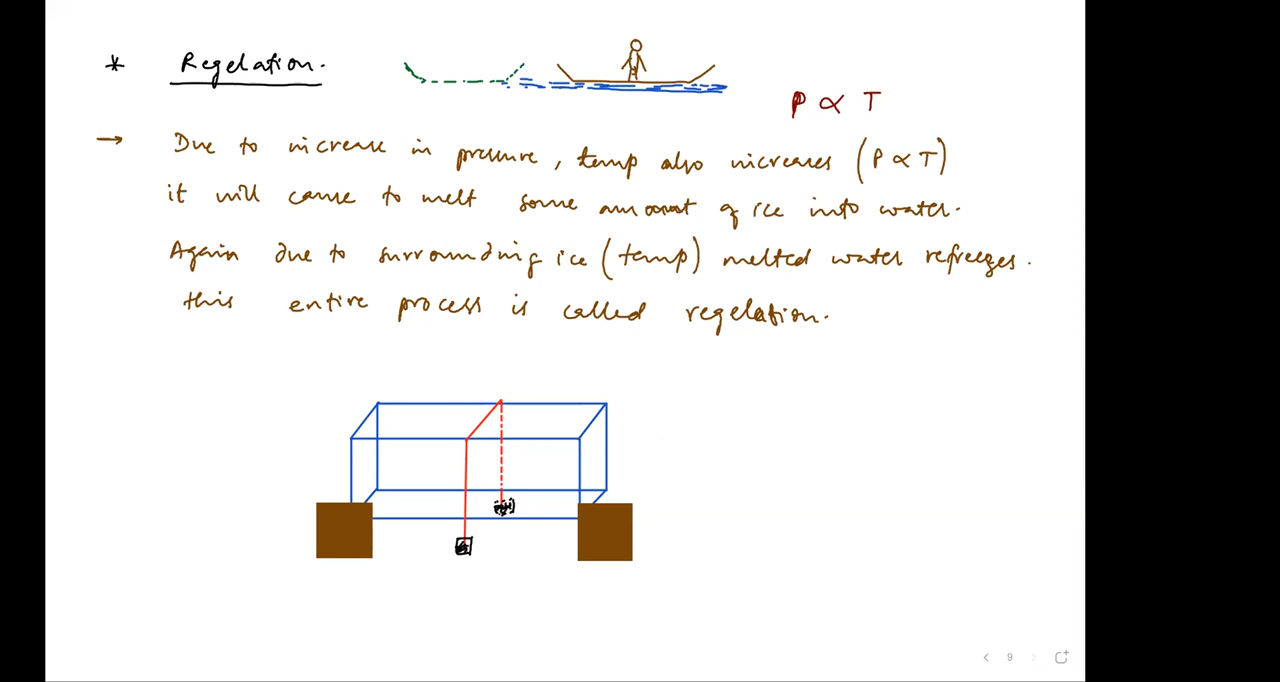 * Regelation.
P ∝ T
→ Due to increase in pressure, temp also increases (P ∝ T)
it will cause to melt some amount of ice into water.
Again due to surrounding ice (temp) melted water refreezes.
this entire process is called regelation.
< 9 >